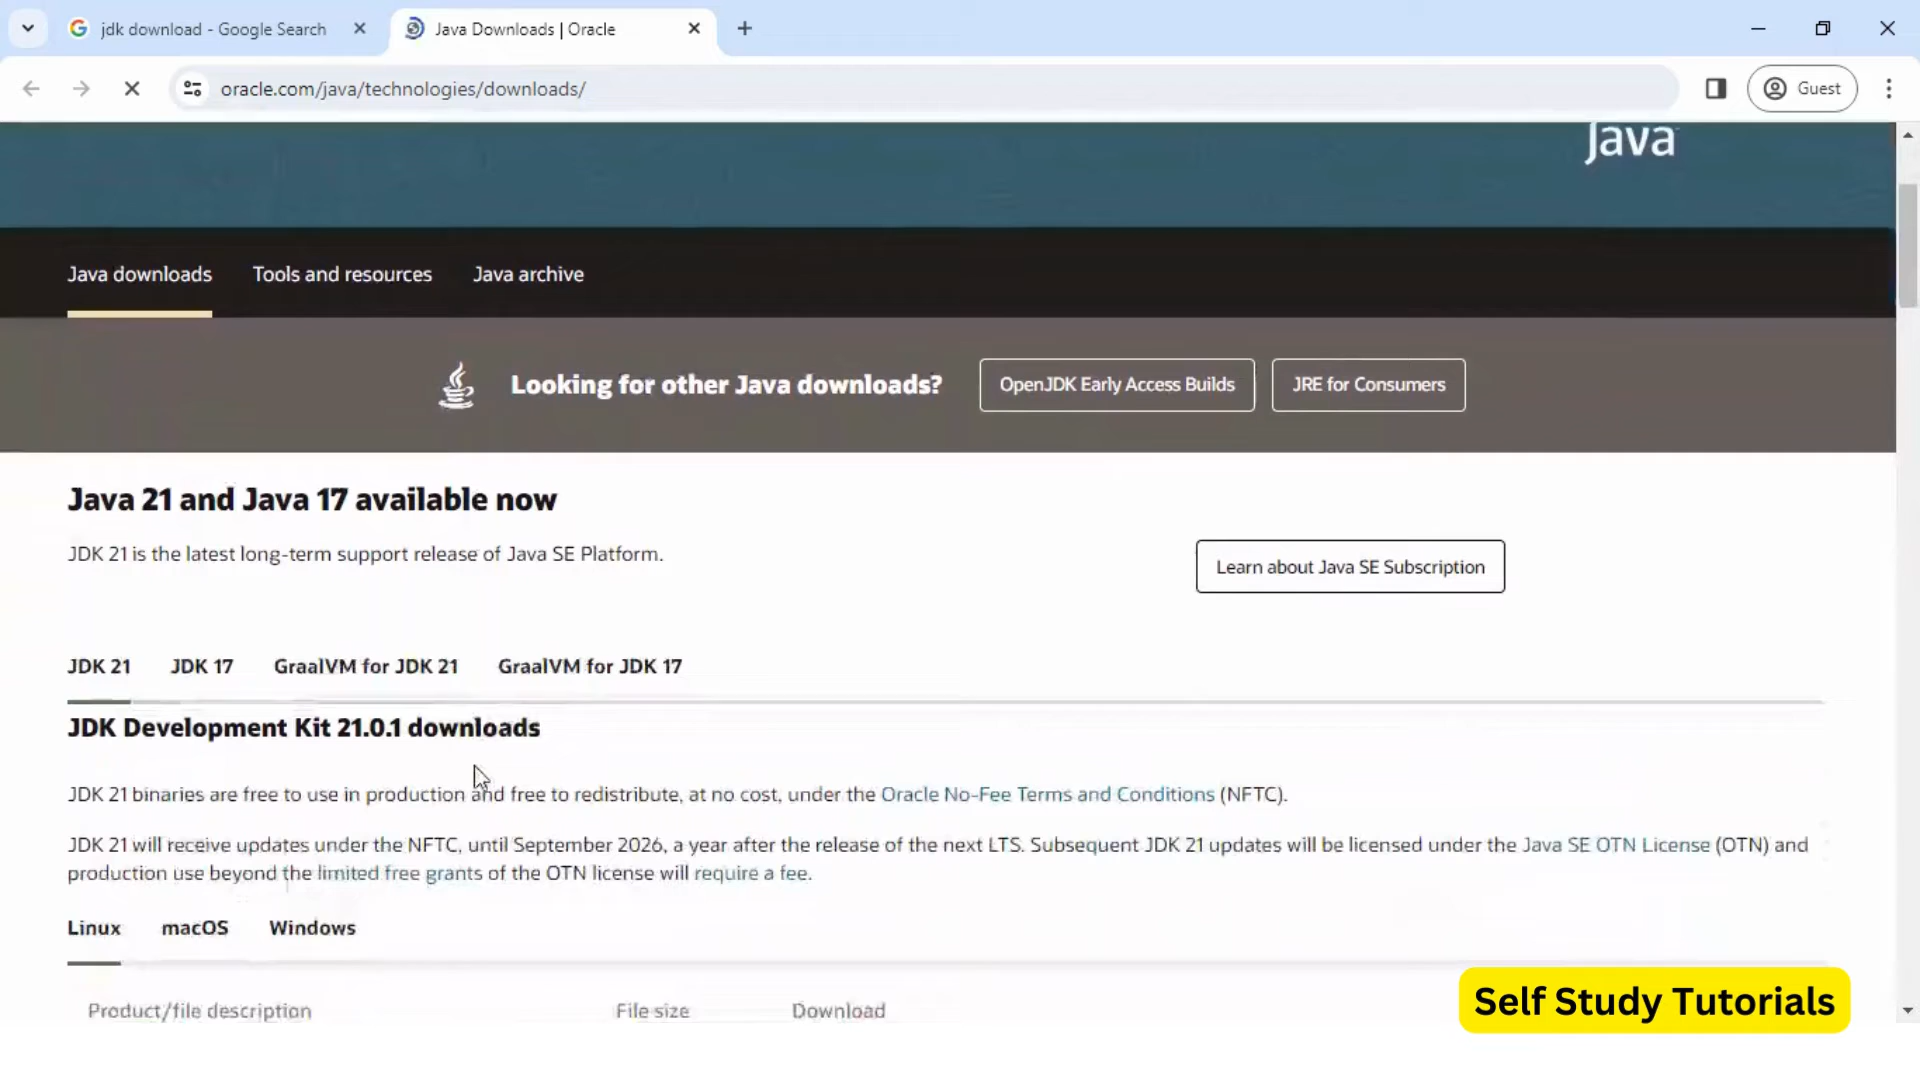 jdk download - Google Search
Java Downloads | Oracle
oracle.com/java/technologies/downloads/
Guest
Java
Java downloads
Tools and resources
Java archive
Looking for other Java downloads?
OpenJDK Early Access Builds
JRE for Consumers
Java 21 and Java 17 available now
JDK 21 is the latest long-term support release of Java SE Platform.
Learn about Java SE Subscription
JDK 21
JDK 17
GraalVM for JDK 21
GraalVM for JDK 17
JDK Development Kit 21.0.1 downloads
JDK 21 binaries are free to use in production and free to redistribute, at no cost, under the Oracle No-Fee Terms and Conditions (NFTC).
JDK 21 will receive updates under the NFTC, until September 2026, a year after the release of the next LTS. Subsequent JDK 21 updates will be licensed under the Java SE OTN License (OTN) and
production use beyond the limited free grants of the OTN license will require a fee.
Linux
macOS
Windows
Product/file description
File size
Download
Self Study Tutorials